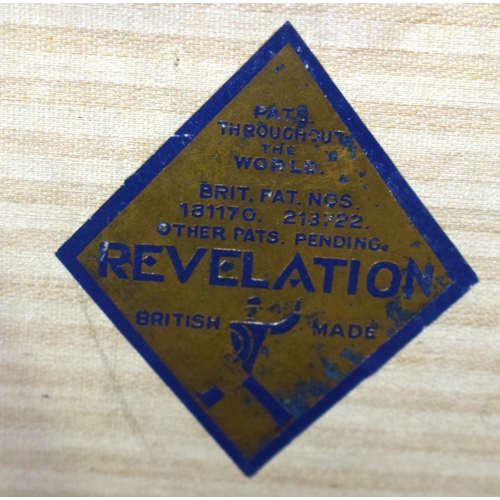 PATS.
THROUGHOUT
THE
WORLD.
BRIT. PAT. NOS.
181170. 213722.
OTHER PATS. PENDING.
REVELATION
BRITISH MADE